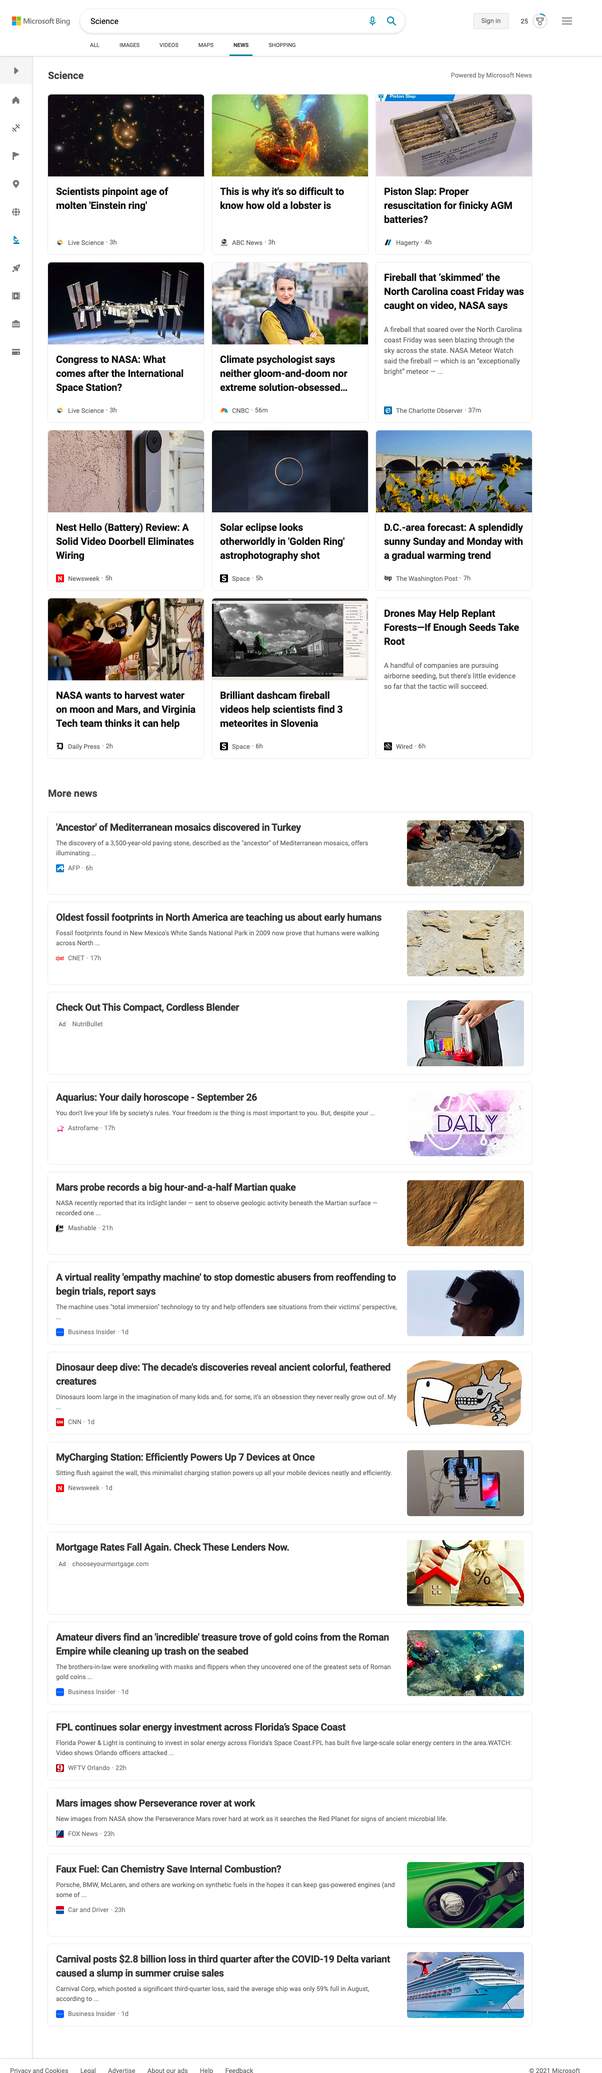 Microsoft Bing
Science
Sign in
25
ALL
IMAGES
VIDEOS
MAPS
NEWS
SHOPPING
Science
Powered by Microsoft News
Scientists pinpoint age of
molten 'Einstein ring'
Live Science · 3h
This is why it's so difficult to
know how old a lobster is
ABC News · 3h
Piston Slap
Piston Slap: Proper
resuscitation for finicky AGM
batteries?
Hagerty · 4h
Congress to NASA: What
comes after the International
Space Station?
Live Science · 3h
Climate psychologist says
neither gloom-and-doom nor
extreme solution-obsessed...
CNBC · 56m
Fireball that 'skimmed' the
North Carolina coast Friday was
caught on video, NASA says
A fireball that soared over the North Carolina
coast Friday was seen blazing through the
sky across the state. NASA Meteor Watch
said the fireball — which is an "exceptionally
bright" meteor — ...
The Charlotte Observer · 37m
Nest Hello (Battery) Review: A
Solid Video Doorbell Eliminates
Wiring
Newsweek · 5h
Solar eclipse looks
otherworldly in 'Golden Ring'
astrophotography shot
Space · 5h
D.C.-area forecast: A splendidly
sunny Sunday and Monday with
a gradual warming trend
The Washington Post · 7h
NASA wants to harvest water
on moon and Mars, and Virginia
Tech team thinks it can help
Daily Press · 2h
Brilliant dashcam fireball
videos help scientists find 3
meteorites in Slovenia
Space · 6h
Drones May Help Replant
Forests—If Enough Seeds Take
Root
A handful of companies are pursuing
airborne seeding, but there's little evidence
so far that the tactic will succeed.
Wired · 6h
More news
'Ancestor' of Mediterranean mosaics discovered in Turkey
The discovery of a 3,500-year-old paving stone, described as the "ancestor" of Mediterranean mosaics, offers
illuminating ...
AFP · 6h
Oldest fossil footprints in North America are teaching us about early humans
Fossil footprints found in New Mexico's White Sands National Park in 2009 now prove that humans were walking
across North ...
CNET · 17h
Check Out This Compact, Cordless Blender
Ad NutriBullet
Aquarius: Your daily horoscope - September 26
You don't live your life by society's rules. Your freedom is the thing is most important to you. But, despite your ...
Astrofame · 17h
DAILY
Mars probe records a big hour-and-a-half Martian quake
NASA recently reported that its InSight lander — sent to observe geologic activity beneath the Martian surface —
recorded one ...
Mashable · 21h
A virtual reality 'empathy machine' to stop domestic abusers from reoffending to
begin trials, report says
The machine uses "total immersion" technology to try and help offenders see situations from their victims' perspective,
...
Business Insider · 1d
Dinosaur deep dive: The decade's discoveries reveal ancient colorful, feathered
creatures
Dinosaurs loom large in the imagination of many kids and, for some, it's an obsession they never really grow out of. My
...
CNN · 1d
MyCharging Station: Efficiently Powers Up 7 Devices at Once
Sitting flush against the wall, this minimalist charging station powers up all your mobile devices neatly and efficiently.
Newsweek · 1d
Mortgage Rates Fall Again. Check These Lenders Now.
Ad chooseyourmortgage.com
%
Amateur divers find an 'incredible' treasure trove of gold coins from the Roman
Empire while cleaning up trash on the seabed
The brothers-in-law were snorkeling with masks and flippers when they uncovered one of the greatest sets of Roman
gold coins ...
Business Insider · 1d
FPL continues solar energy investment across Florida's Space Coast
Florida Power & Light is continuing to invest in solar energy across Florida's Space Coast.FPL has built five large-scale solar energy centers in the area.WATCH:
Video shows Orlando officers attacked ...
WFTV Orlando · 22h
Mars images show Perseverance rover at work
New images from NASA show the Perseverance Mars rover hard at work as it searches the Red Planet for signs of ancient microbial life.
FOX News · 23h
Faux Fuel: Can Chemistry Save Internal Combustion?
Porsche, BMW, McLaren, and others are working on synthetic fuels in the hopes it can keep gas-powered engines (and
some of ...
Car and Driver · 23h
Carnival posts $2.8 billion loss in third quarter after the COVID-19 Delta variant
caused a slump in summer cruise sales
Carnival Corp, which posted a significant third-quarter loss, said the average ship was only 59% full in August,
according to ...
Business Insider · 1d
Privacy and Cookies
Legal
Advertise
About our ads
Help
Feedback
© 2021 Microsoft